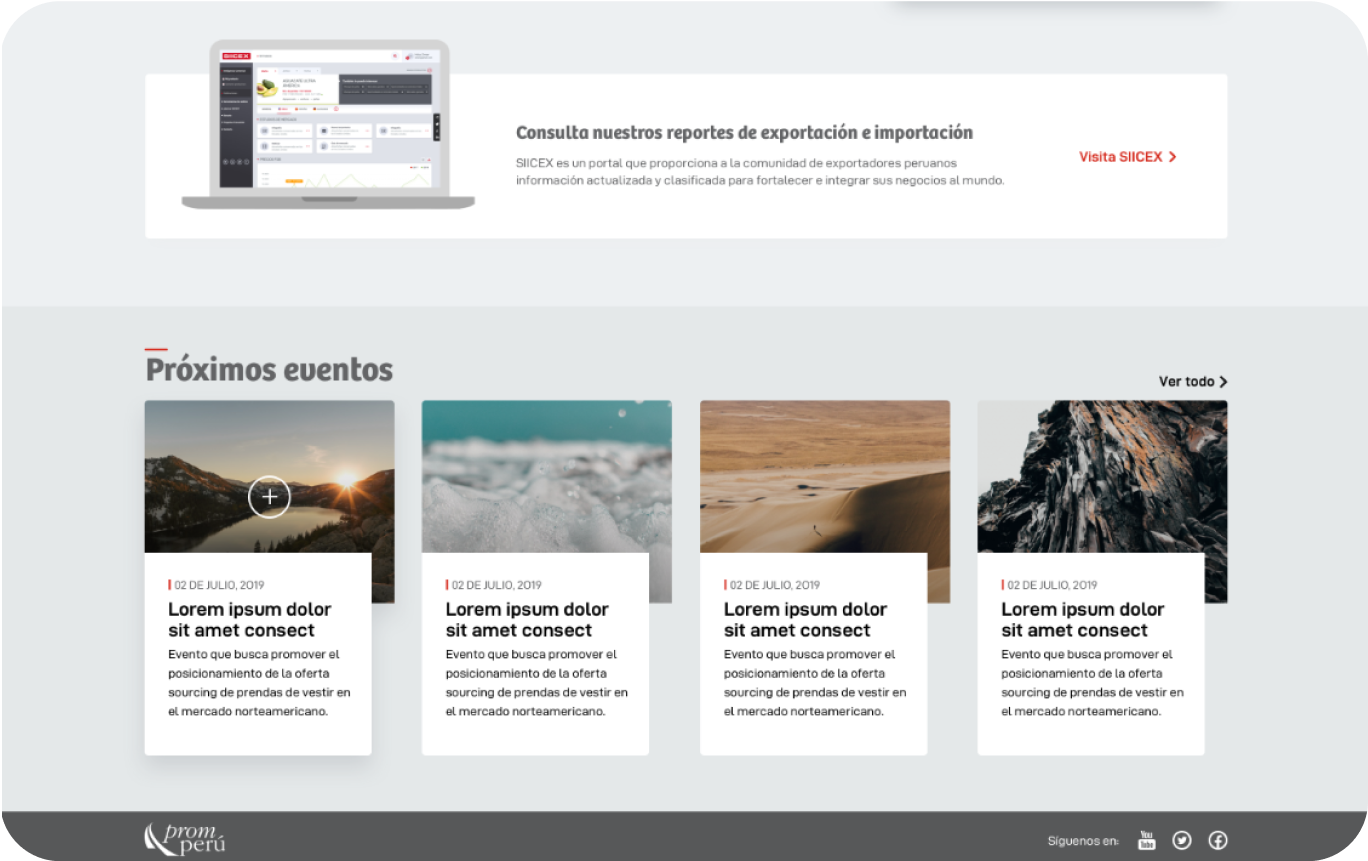 SIICEX
Consulta nuestros reportes de exportación e importación
SIICEX es un portal que proporciona a la comunidad de exportadores peruanos
información actualizada y clasificada para fortalecer e integrar sus negocios al mundo.
Visita SIICEX
Próximos eventos
Ver todo
02 DE JULIO, 2019
Lorem ipsum dolor
sit amet consect
Evento que busca promover el
posicionamiento de la oferta
sourcing de prendas de vestir en
el mercado norteamericano.
02 DE JULIO, 2019
Lorem ipsum dolor
sit amet consect
Evento que busca promover el
posicionamiento de la oferta
sourcing de prendas de vestir en
el mercado norteamericano.
02 DE JULIO, 2019
Lorem ipsum dolor
sit amet consect
Evento que busca promover el
posicionamiento de la oferta
sourcing de prendas de vestir en
el mercado norteamericano.
02 DE JULIO, 2019
Lorem ipsum dolor
sit amet consect
Evento que busca promover el
posicionamiento de la oferta
sourcing de prendas de vestir en
el mercado norteamericano.
prom
perú
Síguenos en:
You
Tube